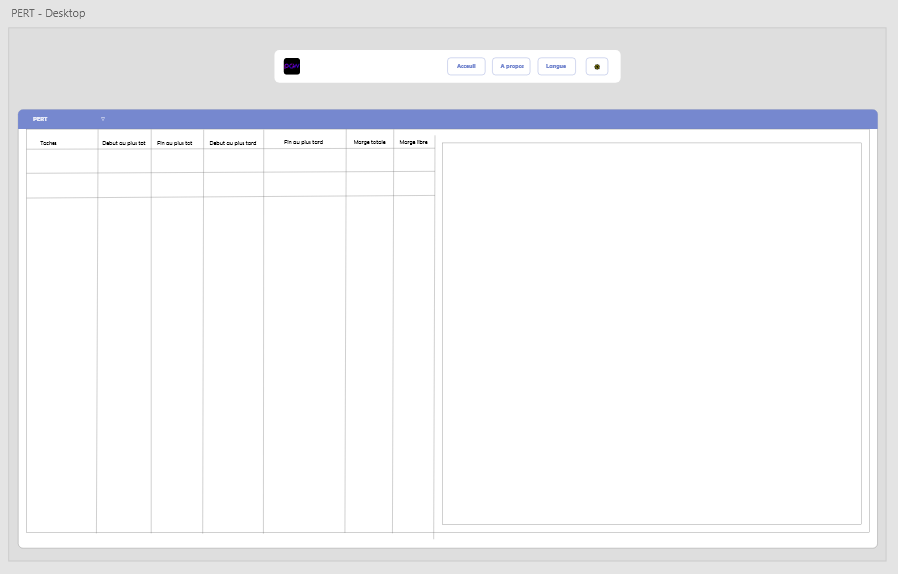 PERT - Desktop
Acceuil
A propos
Langue
PERT
Taches
Debut au plus tot
Fin au plus tot
Debut au plus tard
Fin au plus tard
Marge totale
Marge libre